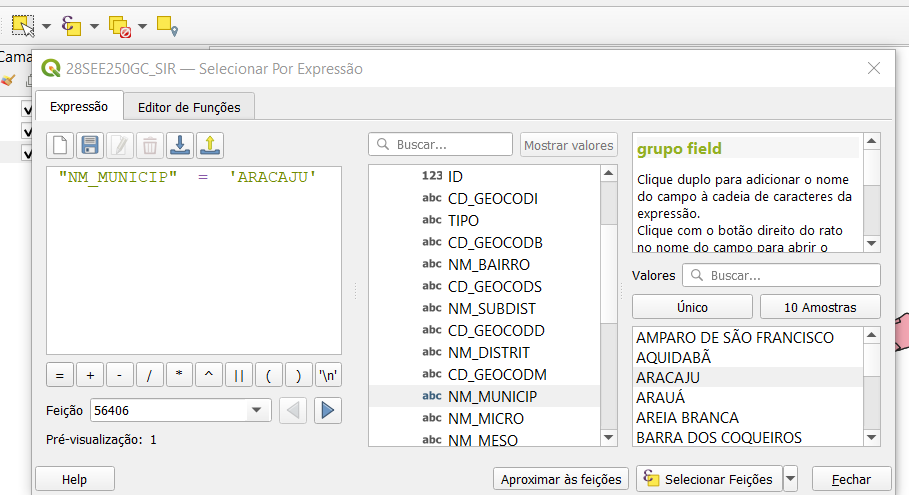 Cama
28SEE250GC_SIR — Selecionar Por Expressão
Expressão
Editor de Funções
"NM_MUNICIP" = 'ARACAJU'
=
+
-
/
*
^
||
(
)
'\n'
Feição
56406
Pré-visualização: 1
Help
Buscar...
Mostrar valores
123 ID
abc CD_GEOCODI
abc TIPO
abc CD_GEOCODB
abc NM_BAIRRO
abc CD_GEOCODS
abc NM_SUBDIST
abc CD_GEOCODD
abc NM_DISTRIT
abc CD_GEOCODM
abc NM_MUNICIP
abc NM_MICRO
abc NM_MESO
grupo field
Clique duplo para adicionar o nome
do campo à cadeia de caracteres da
expressão.
Clique com o botão direito do rato
no nome do campo para abrir o
Valores
Buscar...
Único
10 Amostras
AMPARO DE SÃO FRANCISCO
AQUIDABÃ
ARACAJU
ARAUÁ
AREIA BRANCA
BARRA DOS COQUEIROS
Aproximar às feições
Selecionar Feições
Fechar